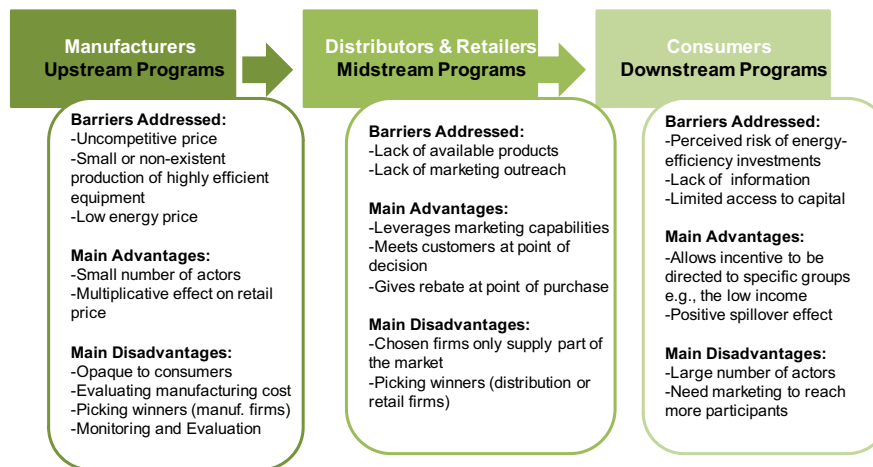 Manufacturers
Upstream Programs
Barriers Addressed:
-Uncompetitive price
-Small or non-existent
production of highly efficient
equipment
-Low energy price
Main Advantages:
-Small number of actors
-Multiplicative effect on retail
price
Main Disadvantages:
-Opaque to consumers
-Evaluating manufacturing cost
-Picking winners (manuf. firms)
-Monitoring and Evaluation
Distributors & Retailers
Midstream Programs
Barriers Addressed:
-Lack of available products
-Lack of marketing outreach
Main Advantages:
-Leverages marketing capabilities
-Meets customers at point of
decision
-Gives rebate at point of purchase
Main Disadvantages:
-Chosen firms only supply part of
the market
-Picking winners (distribution or
retail firms)
Consumers
Downstream Programs
Barriers Addressed:
-Perceived risk of energy-
efficiency investments
-Lack of  information
-Limited access to capital
Main Advantages:
-Allows incentive to be
directed to specific groups
e.g., the low income
-Positive spillover effect
Main Disadvantages:
-Large number of actors
-Need marketing to reach
more participants